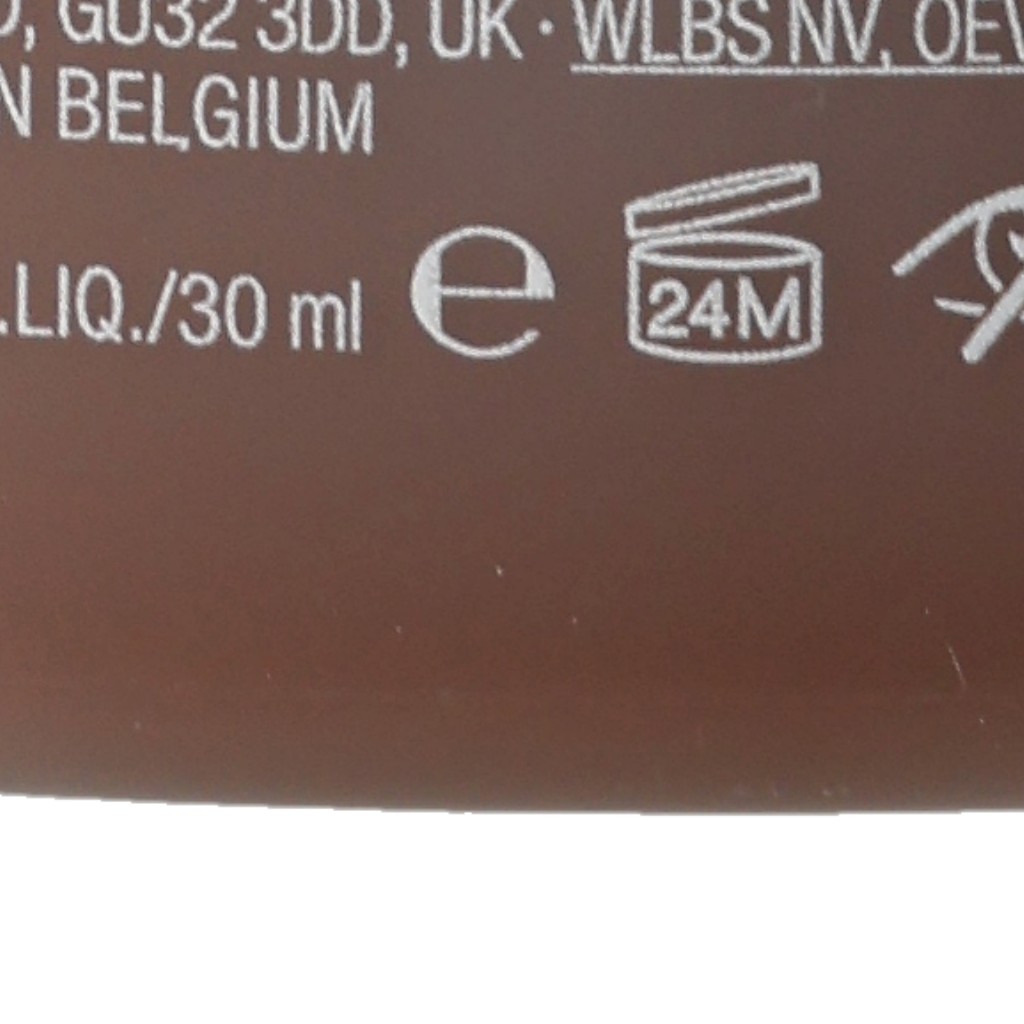 GU32 3DD, UK · WLBS NV,
BELGIUM
.LIQ./30 ml e 24M